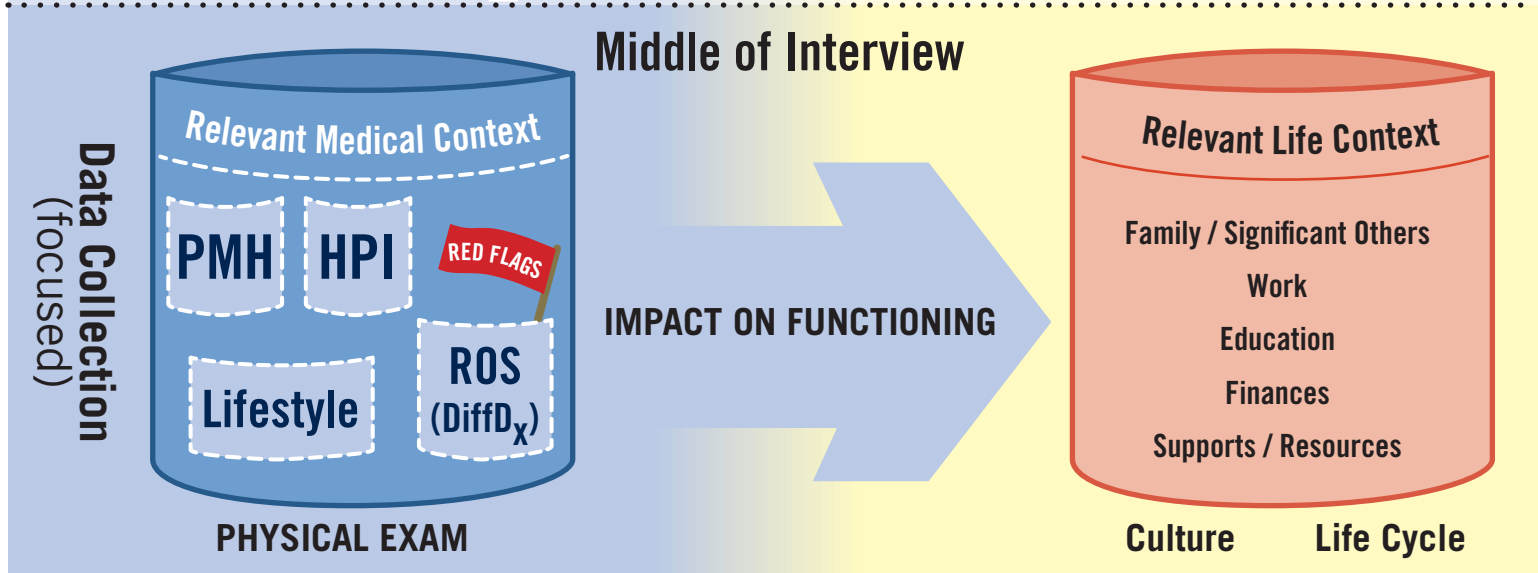 Middle of Interview
Data Collection
(focused)
Relevant Medical Context
PMH
HPI
RED FLAGS
Lifestyle
ROS
(DiffDx)
PHYSICAL EXAM
IMPACT ON FUNCTIONING
Relevant Life Context
Family / Significant Others
Work
Education
Finances
Supports / Resources
Culture
Life Cycle